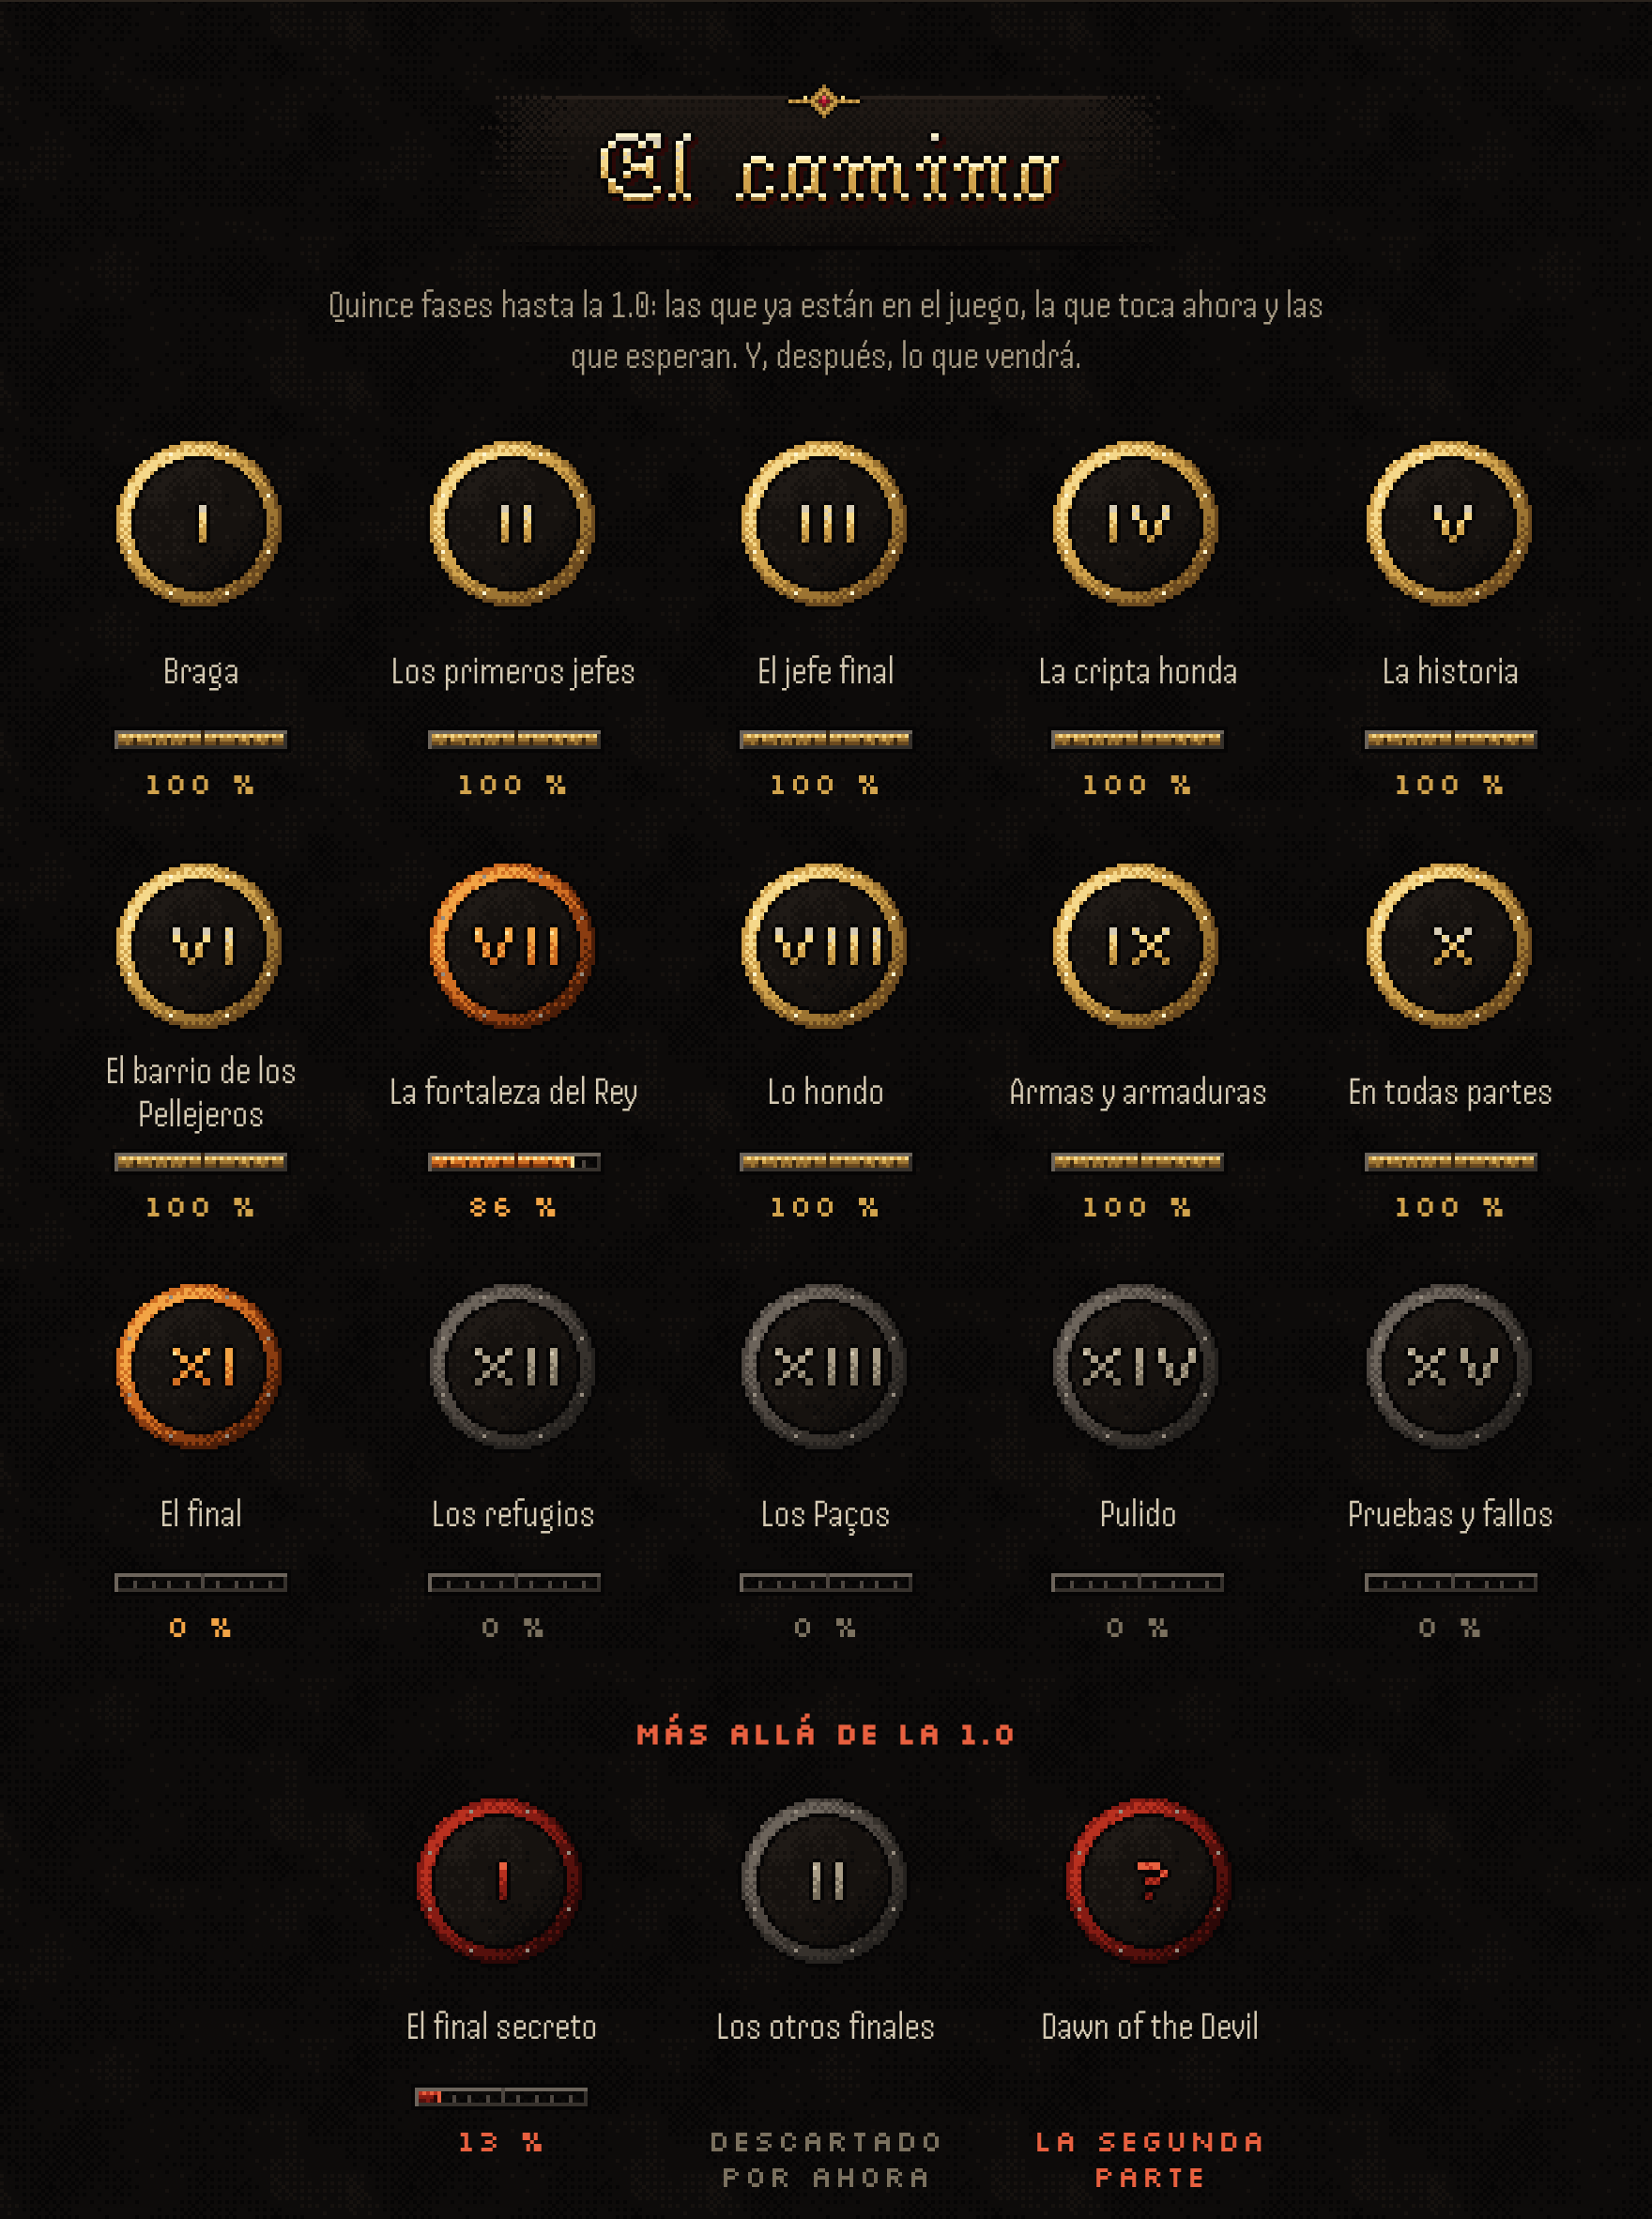 El camino
Quince fases hasta la 1.0: las que ya están en el juego, la que toca ahora y las
que esperan. Y, después, lo que vendrá.
I II III IV V
Braga Los primeros jefes El jefe final La cripta honda La historia
100 % 100 % 100 % 100 % 100 %
VI VII VIII IX X
El barrio de los
Pellejeros La fortaleza del Rey Lo hondo Armas y armaduras En todas partes
100 % 86 % 100 % 100 % 100 %
XI XII XIII XIV XV
El final Los refugios Los Paços Pulido Pruebas y fallos
0 % 0 % 0 % 0 % 0 %
MÁS ALLÁ DE LA 1.0
I II ?
El final secreto Los otros finales Dawn of the Devil
13 % DESCARTADO LA SEGUNDA
POR AHORA PARTE